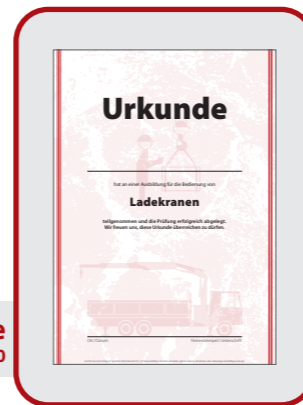 Urkunde
hat an einer Ausbildung für die Bedienung von
Ladekranen
teilgenommen und die Prüfung erfolgreich abgelegt.
Wir freuen uns, diese Urkunde überreichen zu dürfen.
e
0